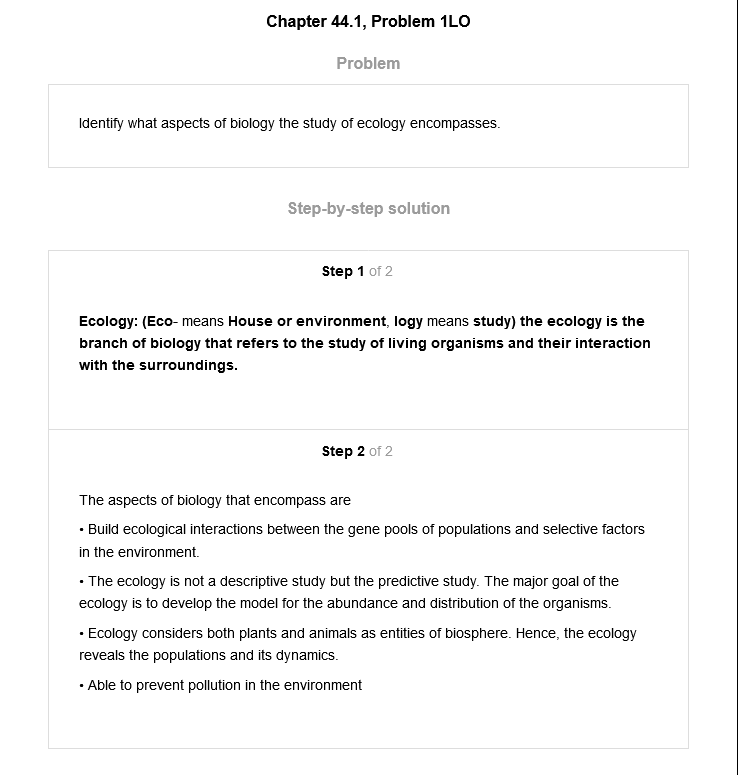 Chapter 44.1, Problem 1LO
Problem
Identify what aspects of biology the study of ecology encompasses.
Step-by-step solution
Step 1 of 2
Ecology: (Eco- means House or environment, logy means study) the ecology is the
branch of biology that refers to the study of living organisms and their interaction
with the surroundings.
Step 2 of 2
The aspects of biology that encompass are
• Build ecological interactions between the gene pools of populations and selective factors
in the environment.
• The ecology is not a descriptive study but the predictive study. The major goal of the
ecology is to develop the model for the abundance and distribution of the organisms.
• Ecology considers both plants and animals as entities of biosphere. Hence, the ecology
reveals the populations and its dynamics.
• Able to prevent pollution in the environment